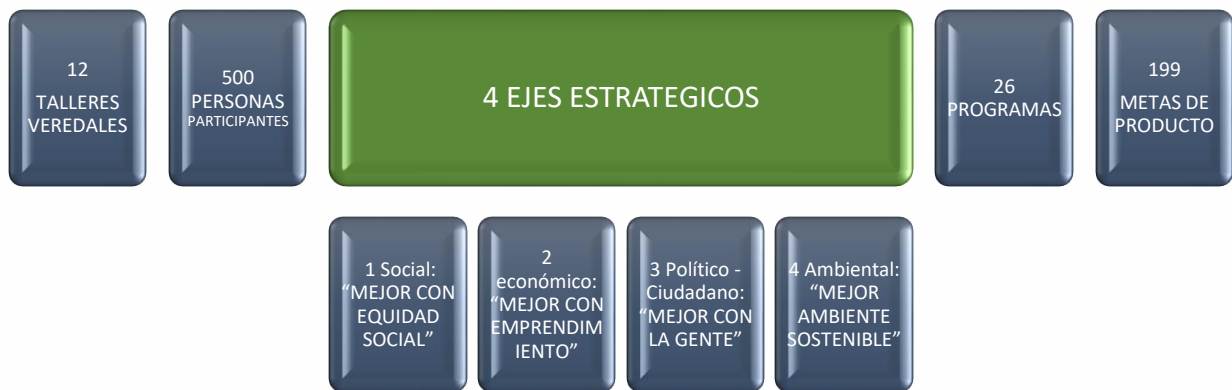 12
TALLERES
VEREDALES
500
PERSONAS
PARTICIPANTES
4 EJES ESTRATEGICOS
26
PROGRAMAS
199
METAS DE
PRODUCTO
1 Social:
“MEJOR CON
EQUIDAD
SOCIAL”
2
económico:
“MEJOR CON
EMPRENDIM
IENTO”
3 Político -
Ciudadano:
“MEJOR CON
LA GENTE”
4 Ambiental:
“MEJOR
AMBIENTE
SOSTENIBLE”